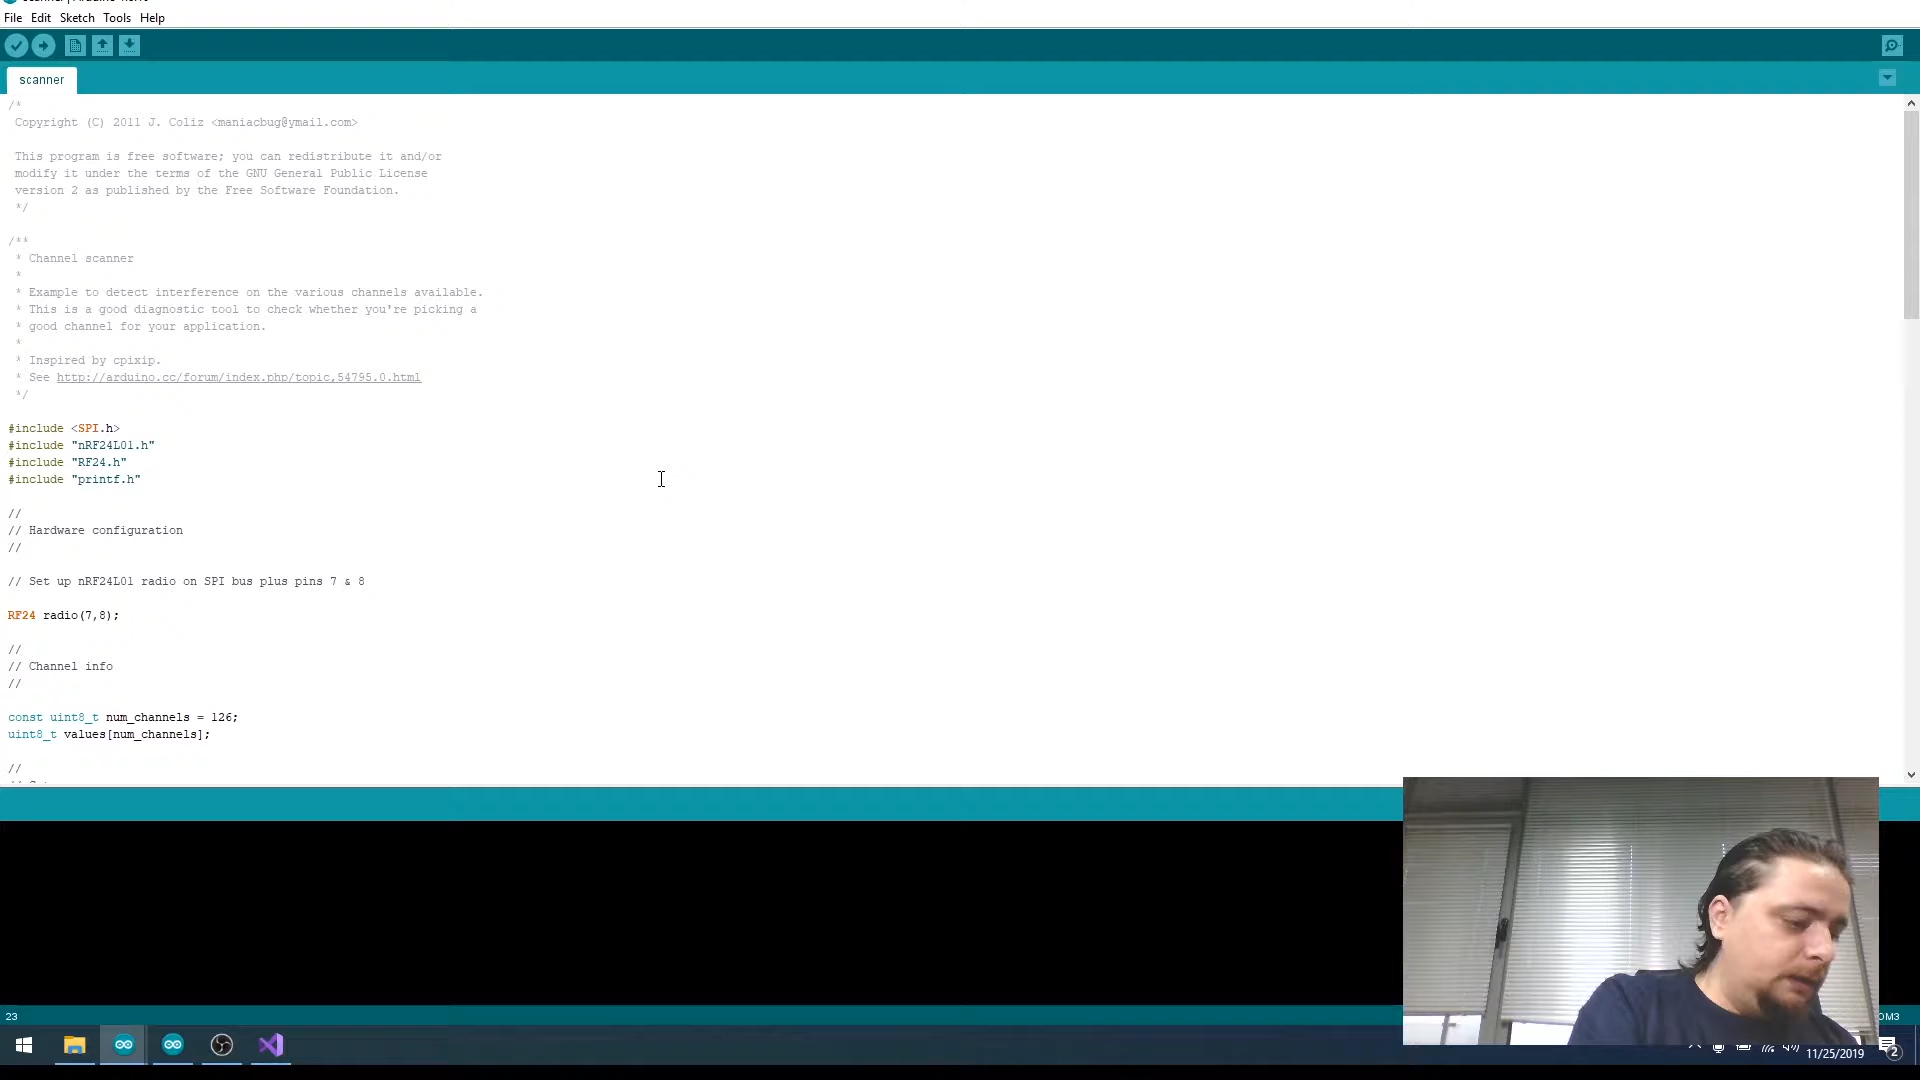 File Edit Sketch Tools Help
scanner
/*
Copyright (C) 2011 J. Coliz <maniacbug@ymail.com>
This program is free software; you can redistribute it and/or
modify it under the terms of the GNU General Public License
version 2 as published by the Free Software Foundation.
*/
/**
* Channel scanner
*
* Example to detect interference on the various channels available.
* This is a good diagnostic tool to check whether you're picking a
* good channel for your application.
*
* Inspired by cpixip.
* See http://arduino.cc/forum/index.php/topic,54795.0.html
*/
#include <SPI.h>
#include "nRF24L01.h"
#include "RF24.h"
#include "printf.h"
//
// Hardware configuration
//
// Set up nRF24L01 radio on SPI bus plus pins 7 & 8
RF24 radio(7,8);
//
// Channel info
//
const uint8_t num_channels = 126;
uint8_t values[num_channels];
//
23
OM3
11/25/2019
2